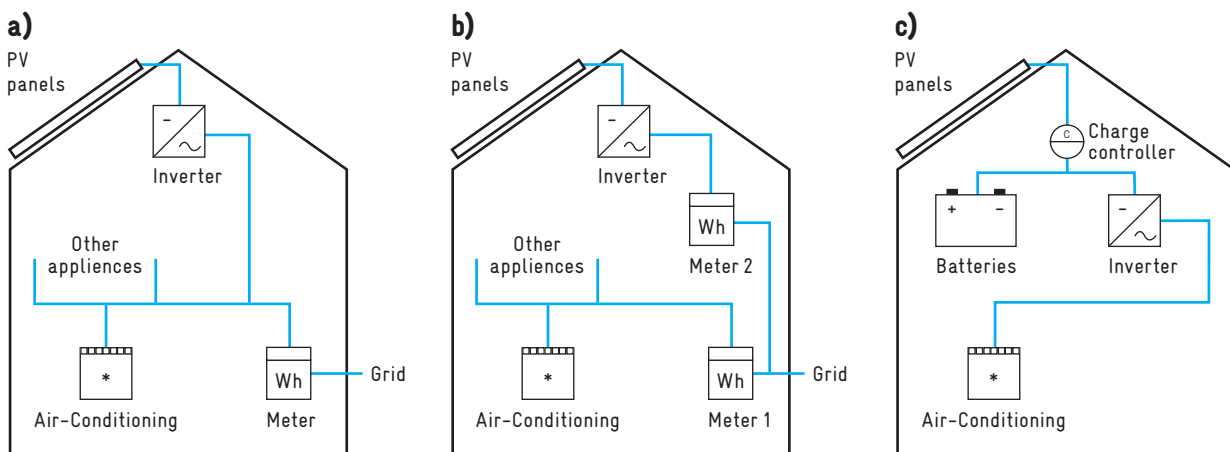 a)
PV
panels
-
Inverter
Other
appliences
*
Air-Conditioning
Wh
Meter
Grid
b)
PV
panels
-
Inverter
Wh
Meter 2
Other
appliences
*
Air-Conditioning
Wh
Meter 1
Grid
c)
PV
panels
C
Charge
controller
+ -
Batteries
-
Inverter
*
Air-Conditioning